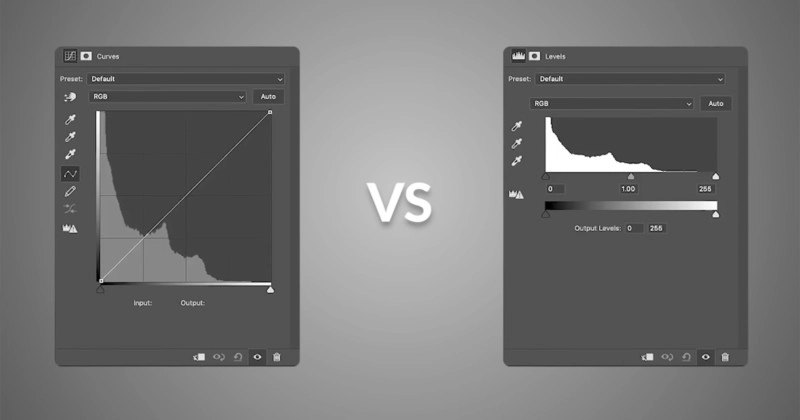 Curves
Preset: Default
RGB
Auto
Input: Output:
VS
Levels
Preset: Default
RGB
Auto
0 1.00 255
Output Levels: 0 255